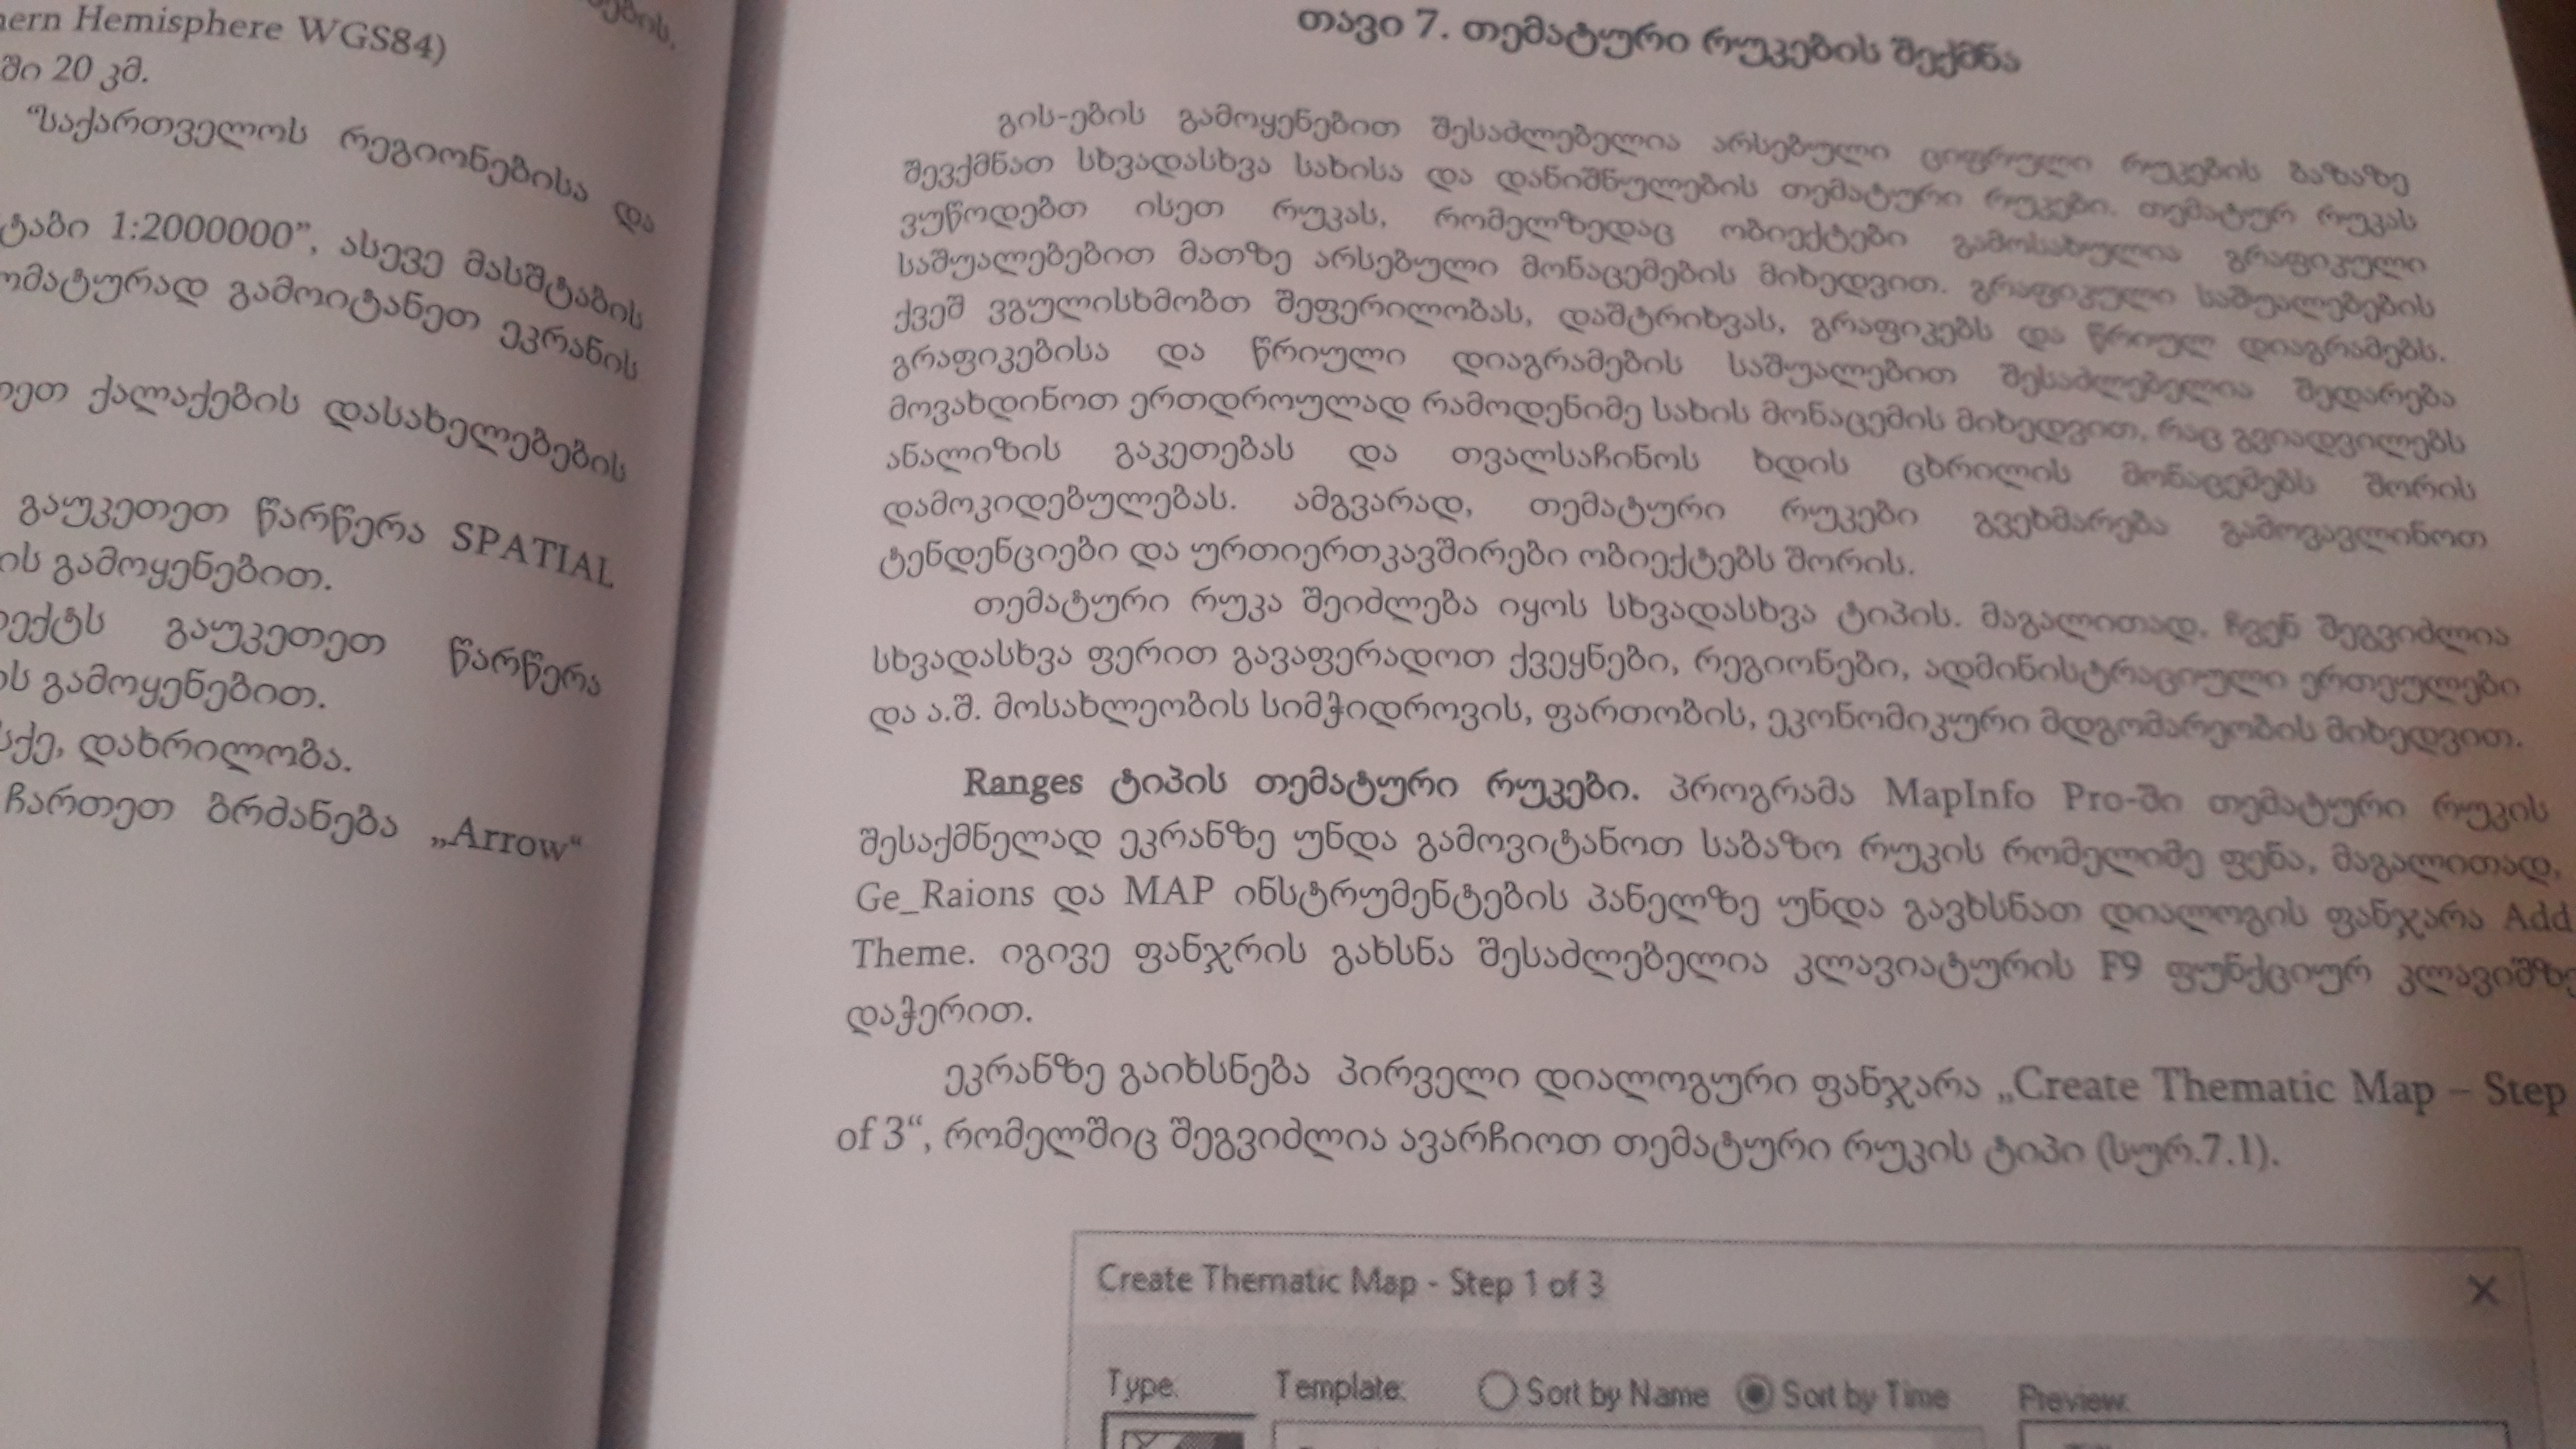 ების,
hern Hemisphere WGS84)
ში 20 კმ.
“საქართველოს რეგიონებისა და
ტაბი 1:2000000”, ასევე მასშტაბის
ომატურად გამოიტანეთ ეკრანის
ეთ ქალაქების დასახელებების
გაუკეთეთ წარწერა SPATIAL
ის გამოყენებით.
ექტს გაუკეთეთ წარწერა
ის გამოყენებით.
სქე, დახრილობა.
ჩართეთ ბრძანება „Arrow“
თავი 7. თემატური რუკების შექმნა
გის-ების გამოყენებით შესაძლებელია არსებული ციფრული რუკების ბაზაზე
შევქმნათ სხვადასხვა სახისა და დანიშნულების თემატური რუკები. თემატურ რუკას
ვუწოდებთ ისეთ რუკას, რომელზედაც ობიექტები გამოსახულია გრაფიკული
საშუალებებით მათზე არსებული მონაცემების მიხედვით. გრაფიკული საშუალებების
ქვეშ ვგულისხმობთ შეფერილობას, დაშტრიხვას, გრაფიკებს და წრიულ დიაგრამებს.
გრაფიკებისა და წრიული დიაგრამების საშუალებით შესაძლებელია შედარება
მოვახდინოთ ერთდროულად რამოდენიმე სახის მონაცემის მიხედვით, რაც გვიადვილებს
ანალიზის გაკეთებას და თვალსაჩინოს ხდის ცხრილის მონაცემებს შორის
დამოკიდებულებას. ამგვარად, თემატური რუკები გვეხმარება გამოვავლინოთ
ტენდენციები და ურთიერთკავშირები ობიექტებს შორის.
თემატური რუკა შეიძლება იყოს სხვადასხვა ტიპის. მაგალითად, ჩვენ შეგვიძლია
სხვადასხვა ფერით გავაფერადოთ ქვეყნები, რეგიონები, ადმინისტრაციული ერთეულები
და ა.შ. მოსახლეობის სიმჭიდროვის, ფართობის, ეკონომიკური მდგომარეობის მიხედვით.
Ranges ტიპის თემატური რუკები. პროგრამა MapInfo Pro-ში თემატური რუკის
შესაქმნელად ეკრანზე უნდა გამოვიტანოთ საბაზო რუკის რომელიმე ფენა, მაგალითად,
Ge_Raions და MAP ინსტრუმენტების პანელზე უნდა გავხსნათ დიალოგის ფანჯარა Add
Theme. იგივე ფანჯრის გახსნა შესაძლებელია კლავიატურის F9 ფუნქციურ კლავიშზე
დაჭერით.
ეკრანზე გაიხსნება პირველი დიალოგური ფანჯარა „Create Thematic Map – Step
of 3“, რომელშიც შეგვიძლია ავარჩიოთ თემატური რუკის ტიპი (სურ.7.1).
Create Thematic Map - Step 1 of 3
Type: Template: Sort by Name Sort by Time Preview: